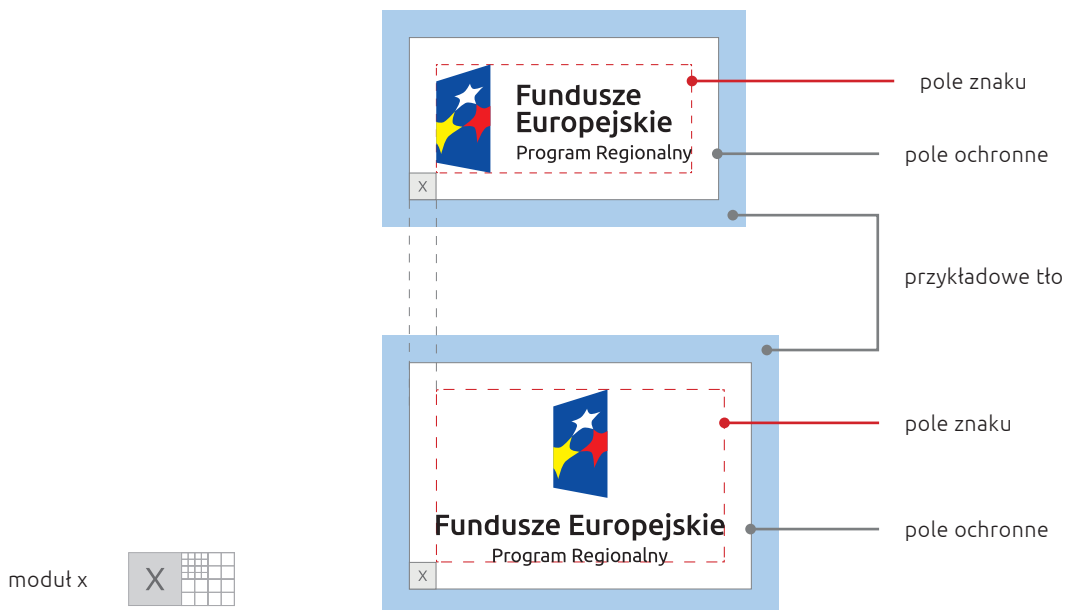 Fundusze
Europejskie
Program Regionalny
X
pole znaku
pole ochronne
przykładowe tło
Fundusze Europejskie
Program Regionalny
X
pole znaku
pole ochronne
moduł x
X